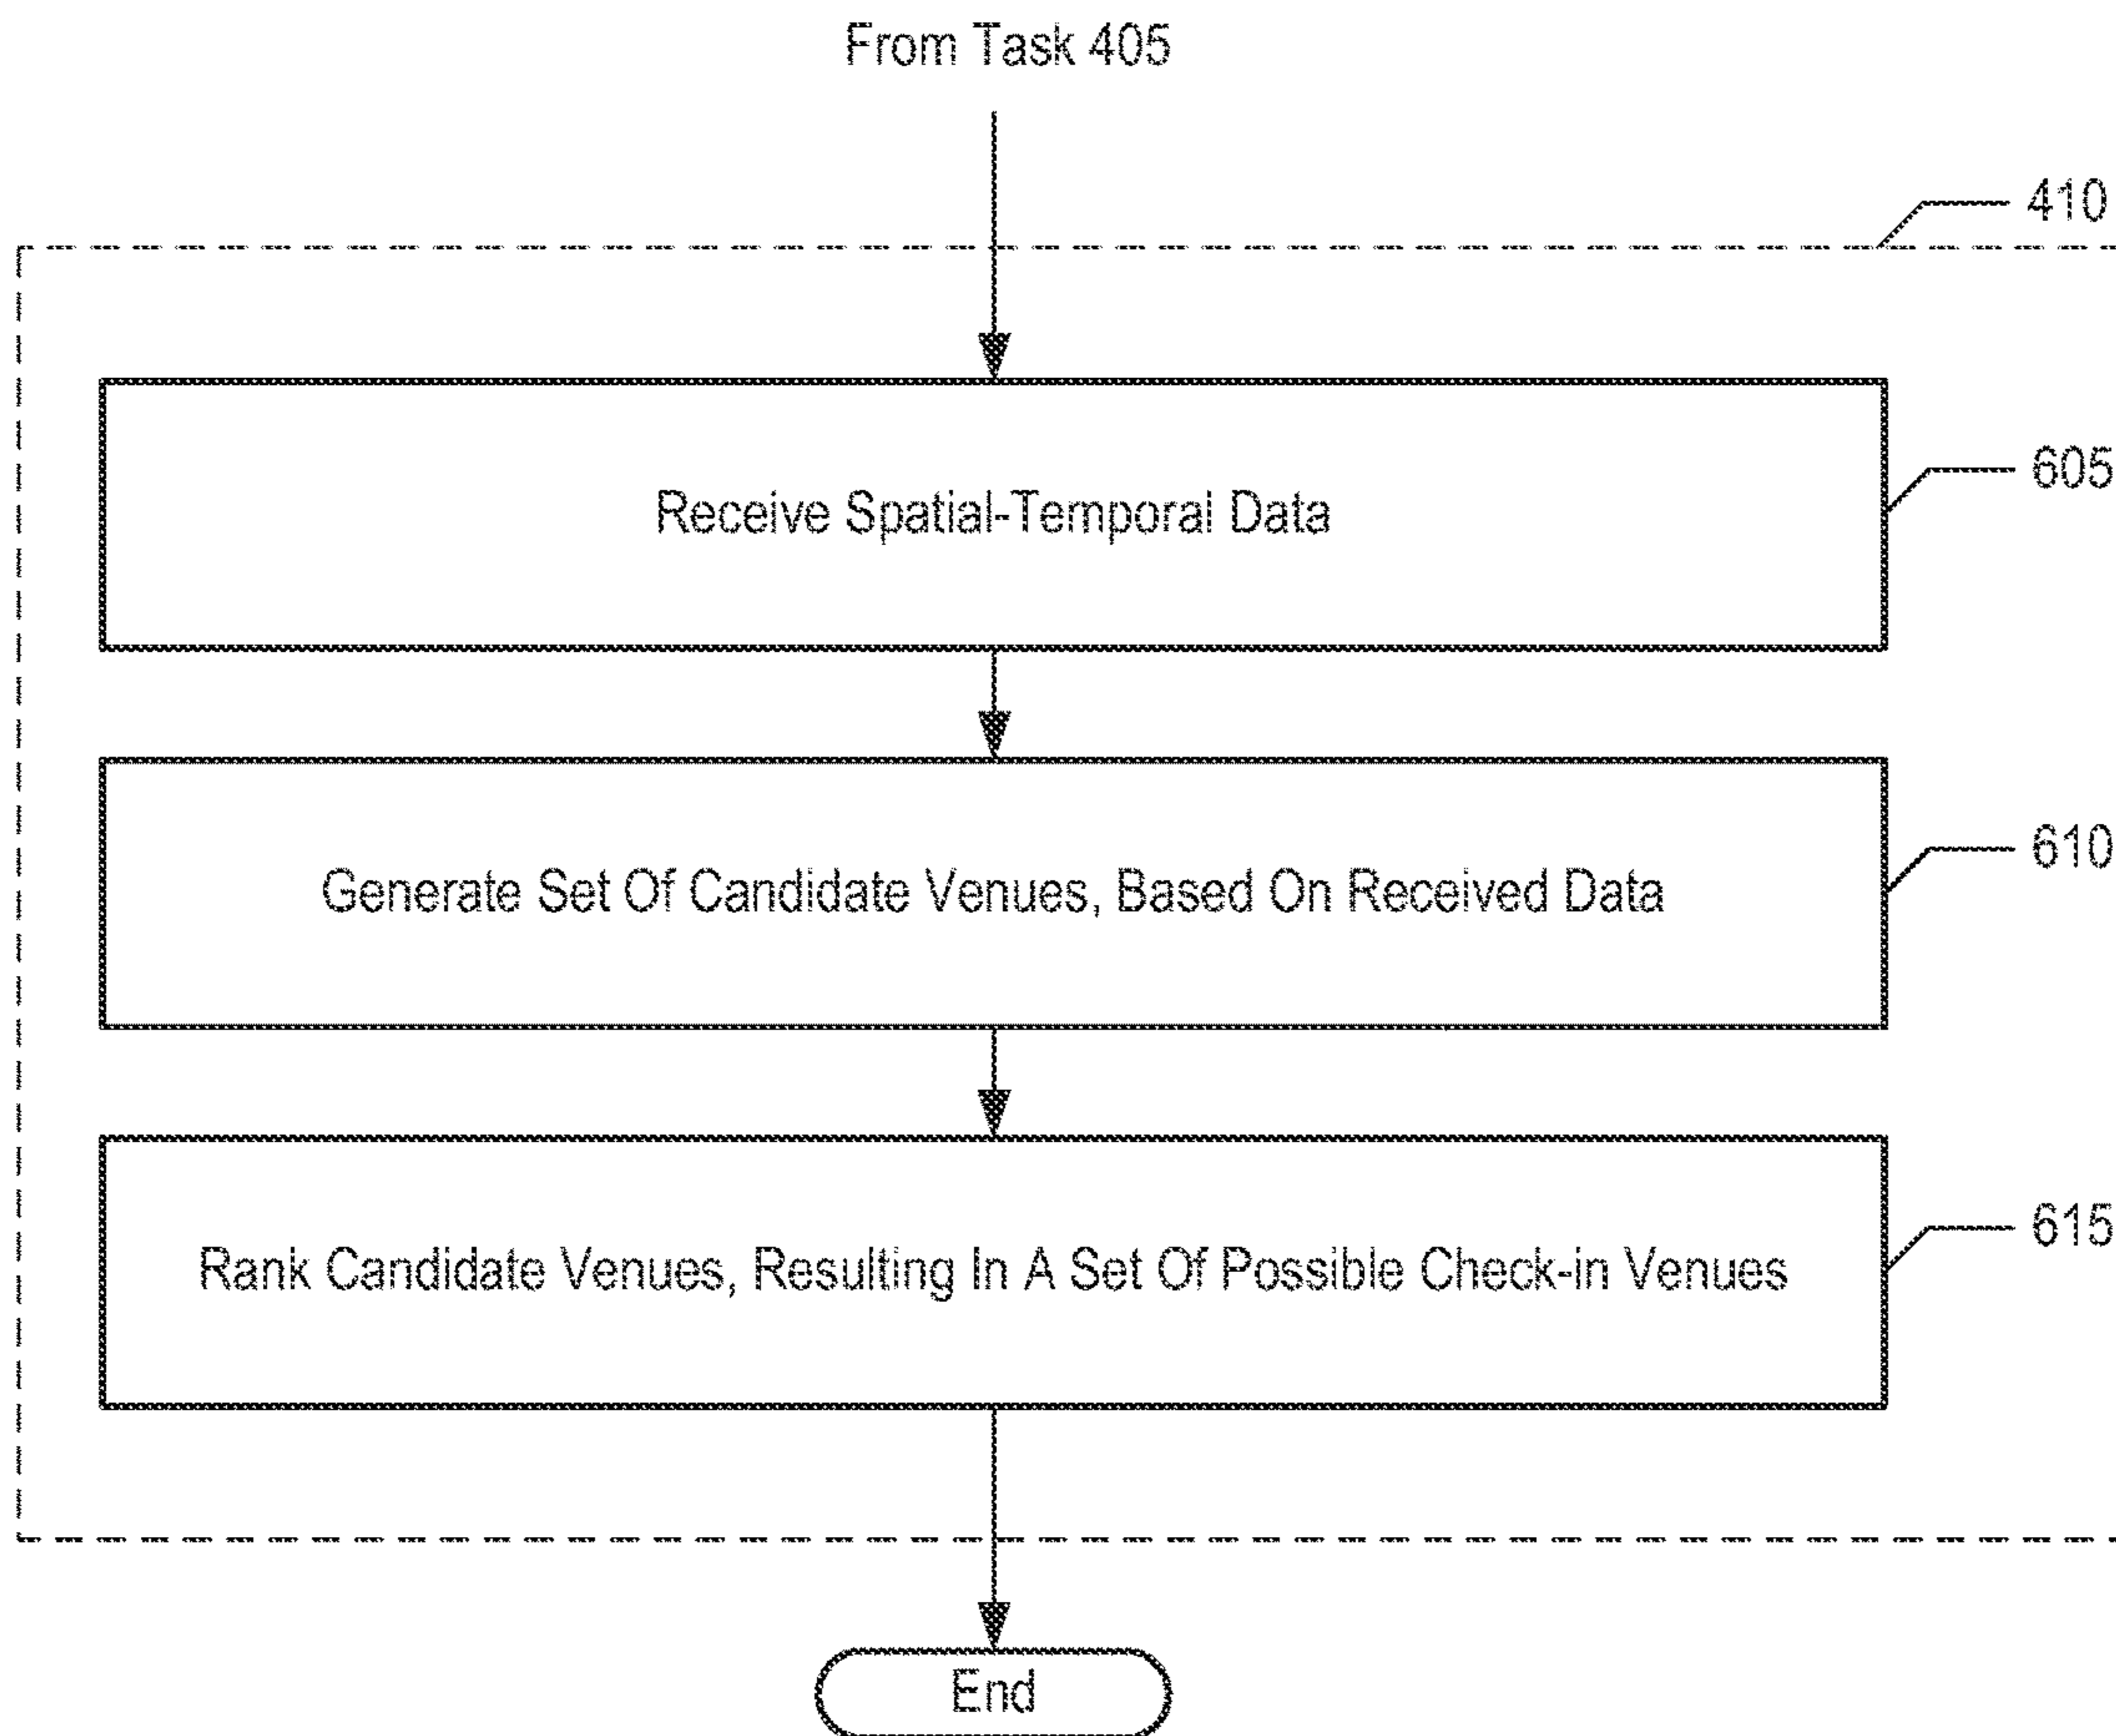 From Task 405
410
Receive Spatial-Temporal Data
605
Generate Set Of Candidate Venues, Based On Received Data
610
Rank Candidate Venues, Resulting In A Set Of Possible Check-in Venues
615
End